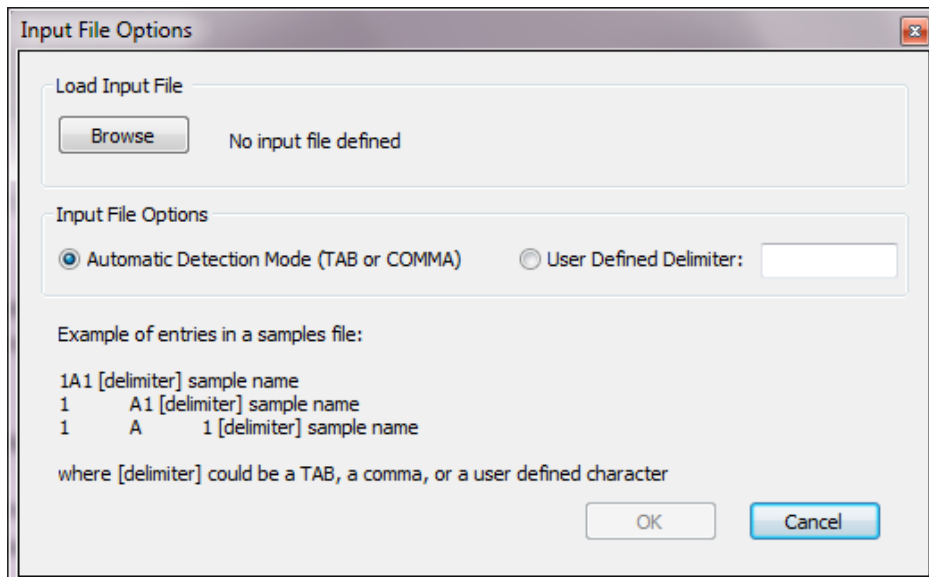 Input File Options
Load Input File
Browse No input file defined
Input File Options
Automatic Detection Mode (TAB or COMMA) User Defined Delimiter:
Example of entries in a samples file:
1A1 [delimiter] sample name
1 A1 [delimiter] sample name
1 A 1 [delimiter] sample name
where [delimiter] could be a TAB, a comma, or a user defined character
OK Cancel